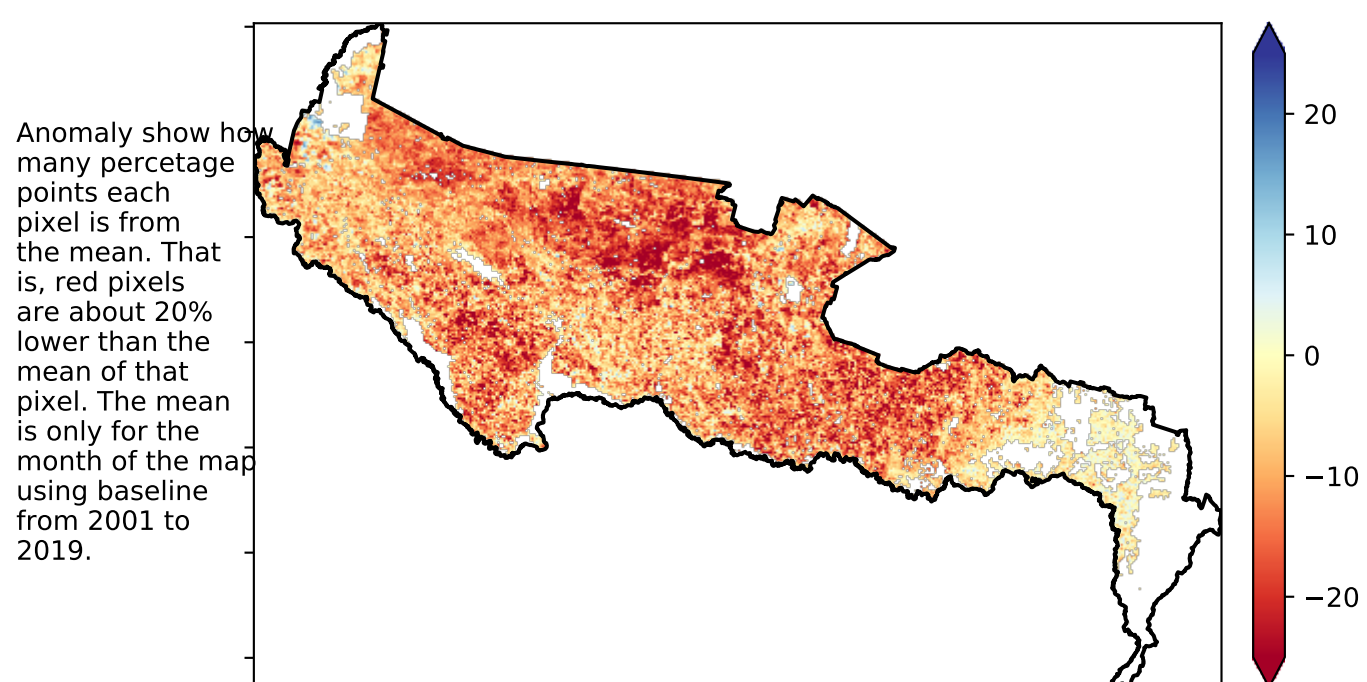 Anomaly show how
many percetage
points each
pixel is from
the mean. That
is, red pixels
are about 20%
lower than the
mean of that
pixel. The mean
is only for the
month of the map
using baseline
from 2001 to
2019.
20
10
0
−10
−20